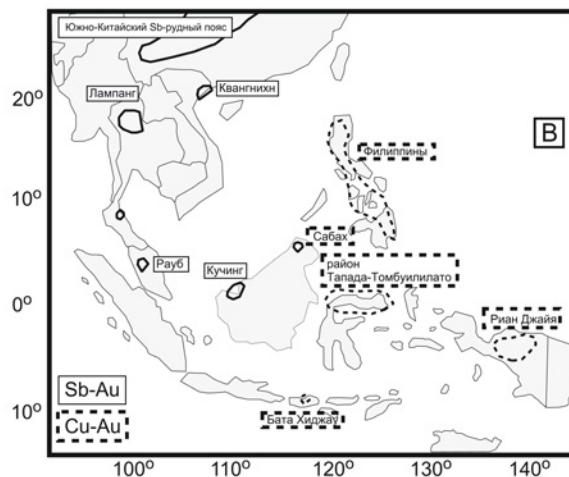 Южно-Китайский Sb-рудный пояс
20º
Лампанг
Квангнихн
B
Филиппины
10º
Сабах
район
Тапада-Томбуилилато
Рауб
Кучинг
0º
Риан Джайя
Sb-Au
10º
Cu-Au
Бата Хиджау
100º 110º 120º 130º 140º